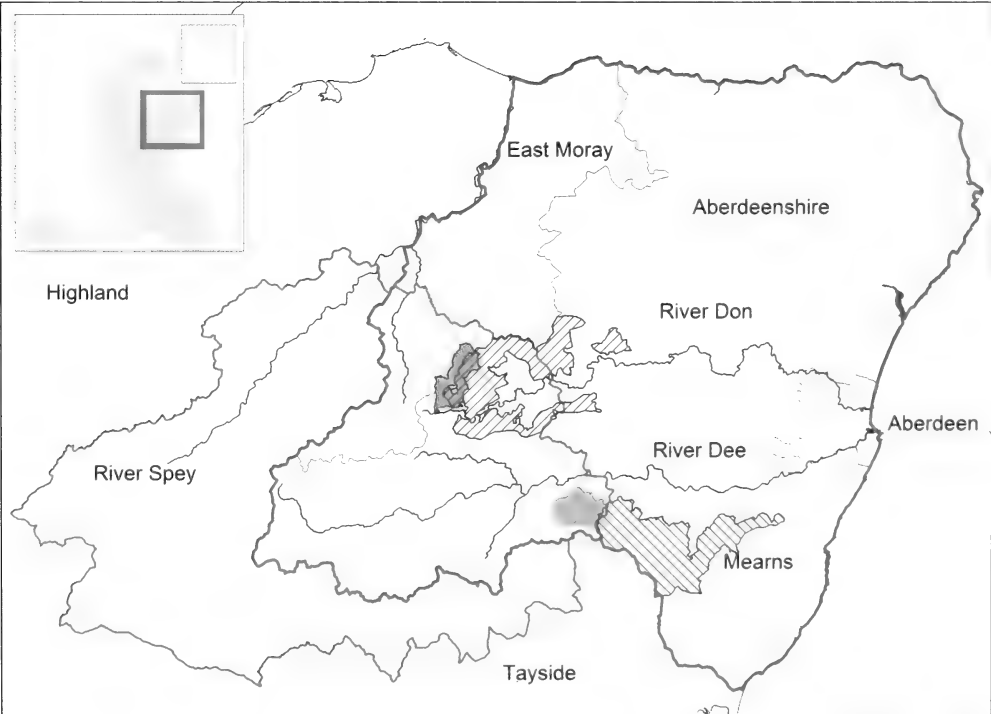 East Moray
Aberdeenshire
Highland
River Don
Aberdeen
River Dee
River Spey
Mearns
Tayside